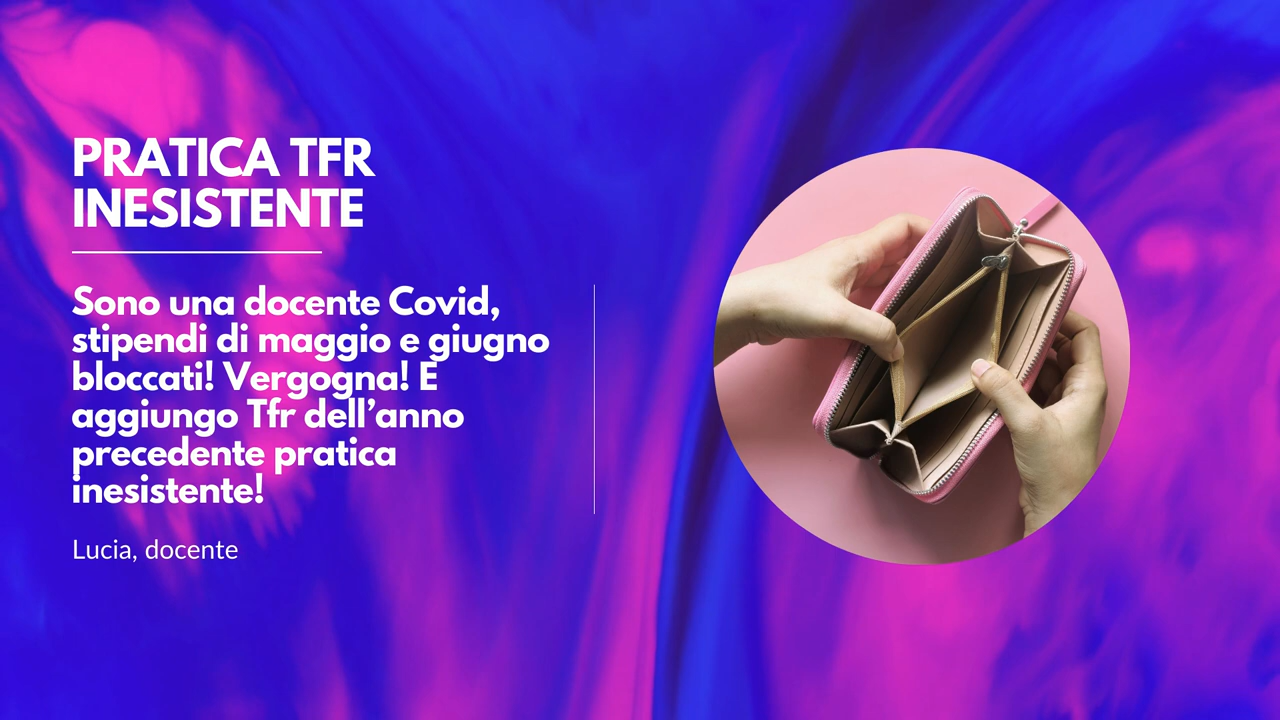 PRATICA TFR
INESISTENTE
Sono una docente Covid,
stipendi di maggio e giugno
bloccati! Vergogna! E
aggiungo Tfr dell’anno
precedente pratica
inesistente!
Lucia, docente